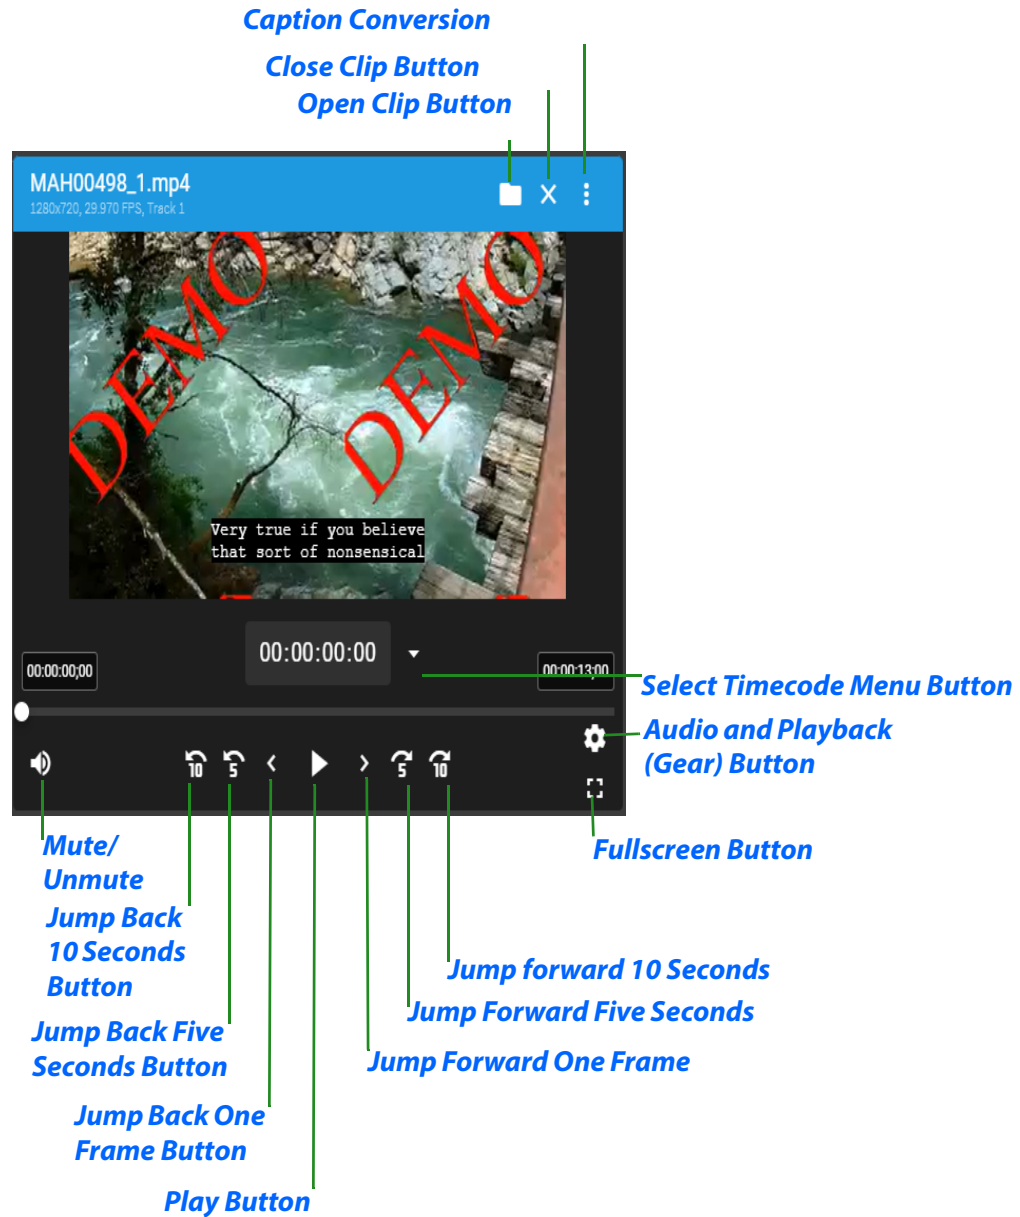 Caption Conversion
Close Clip Button
Open Clip Button
MAH00498_1.mp4
1280x720, 29.970 FPS, Track 1
DEMO DEMO
Very true if you believe
that sort of nonsensical
00:00:00:00
00:00:00;00
00:00:13;00
Select Timecode Menu Button
Audio and Playback
(Gear) Button
10 5 5 10
Mute/
Unmute
Fullscreen Button
Jump Back
10 Seconds
Button
Jump forward 10 Seconds
Jump Forward Five Seconds
Jump Back Five
Seconds Button
Jump Forward One Frame
Jump Back One
Frame Button
Play Button